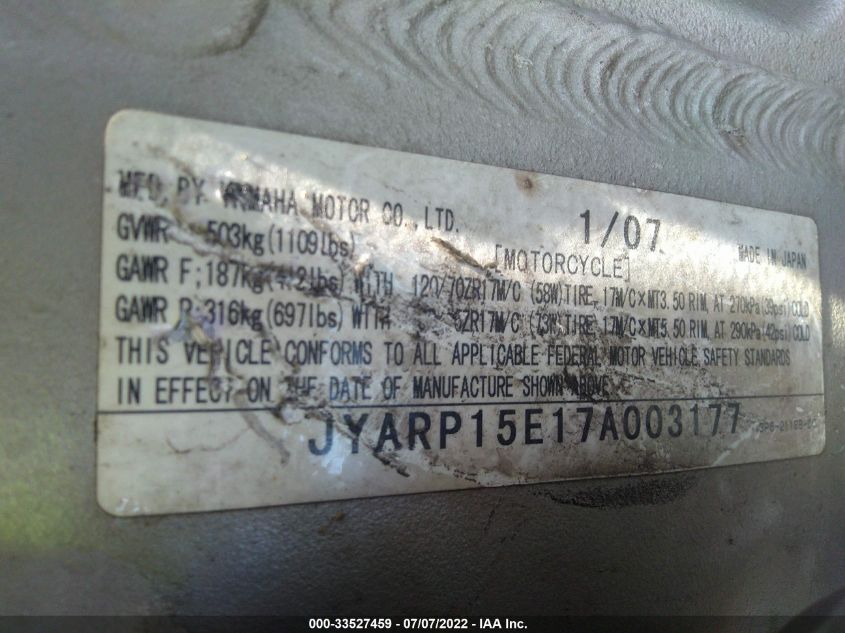 MFD. BY YAMAHA MOTOR CO., LTD. 1/07 MADE IN JAPAN
GVWR 503kg(1109lbs) [MOTORCYCLE]
GAWR F;187kg( WITH 120/70ZR17M/C (58W)TIRE, 17M/C×MT3.50 RIM, AT 270kPa(39psi)COLD
GAWR R;316kg(697lbs) WITH (73W)TIRE, 17M/C×MT5.50 RIM, AT 290kPa(42psi)COLD
THIS VEHICLE CONFORMS TO ALL APPLICABLE FEDERAL MOTOR VEHICLE SAFETY STANDARDS
IN EFFECT ON THE DATE OF MANUFACTURE SHOWN ABOVE.
JYARP15E17A003177
000-33527459 - 07/07/2022 - IAA Inc.